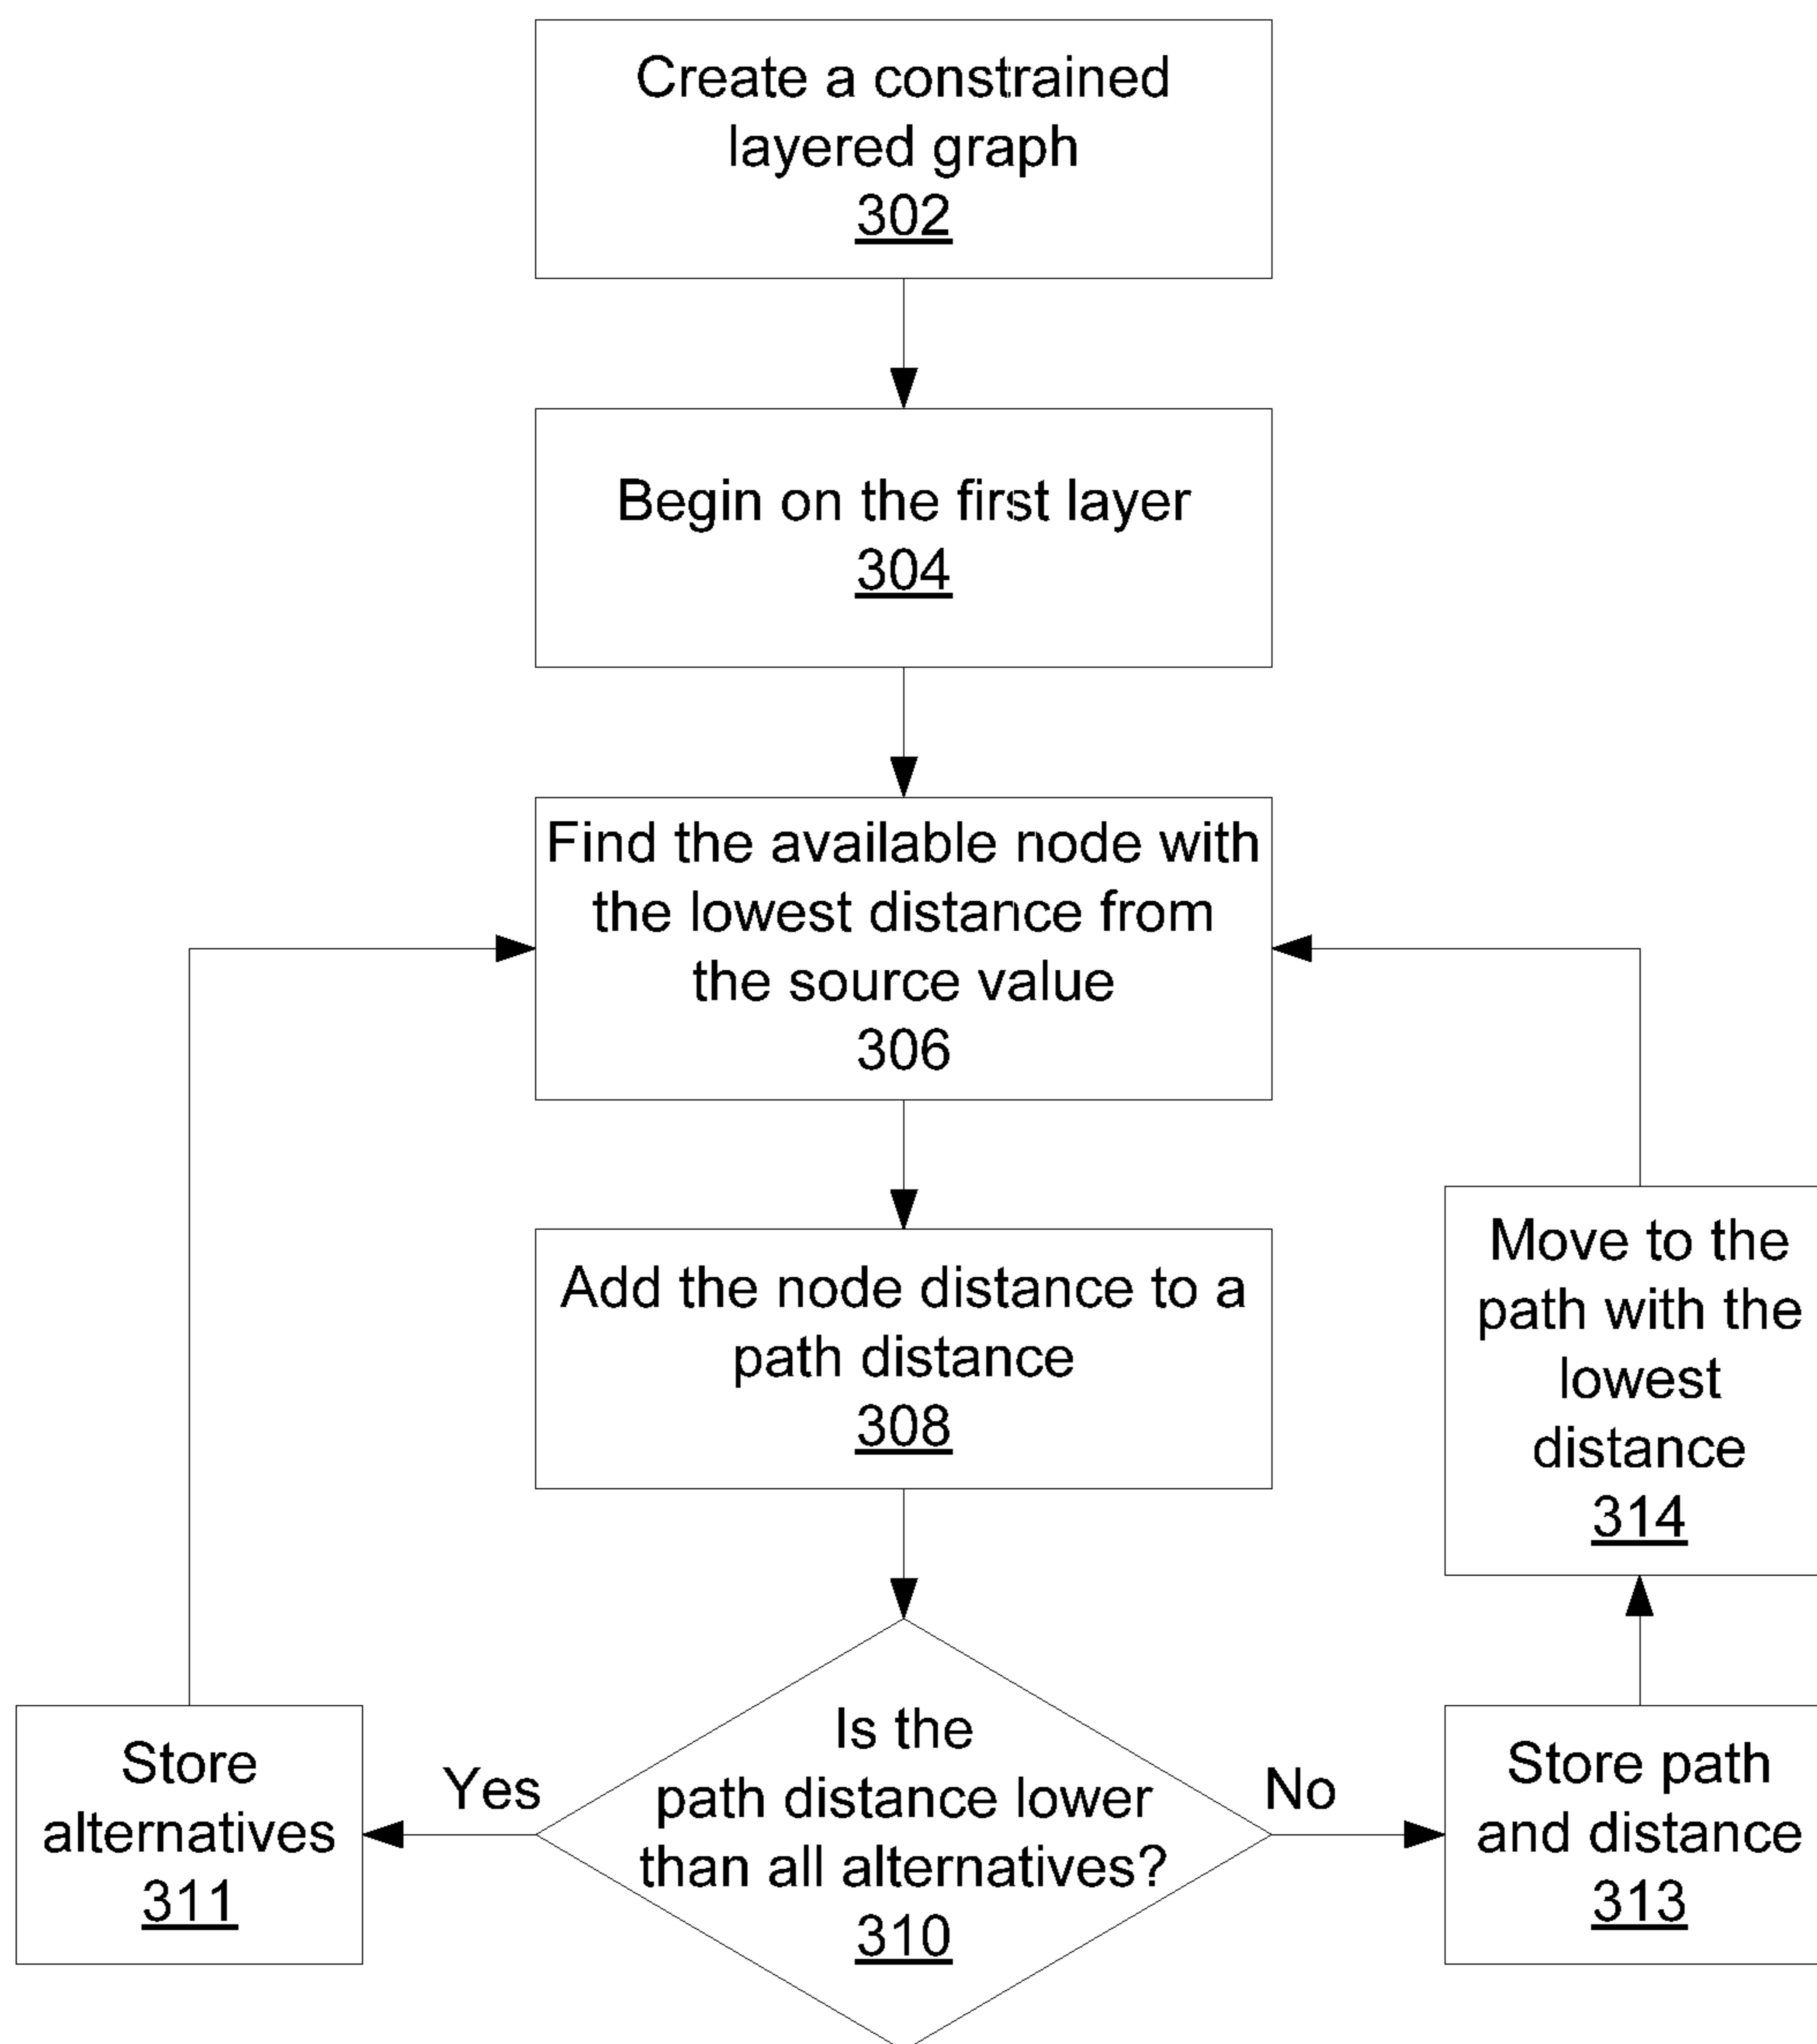 Create a constrained
layered graph
302
Begin on the first layer
304
Find the available node with
the lowest distance from
the source value
306
Add the node distance to a
path distance
308
Move to the
path with the
lowest
distance
314
Is the
path distance lower
than all alternatives?
310
Yes
No
Store
alternatives
311
Store path
and distance
313